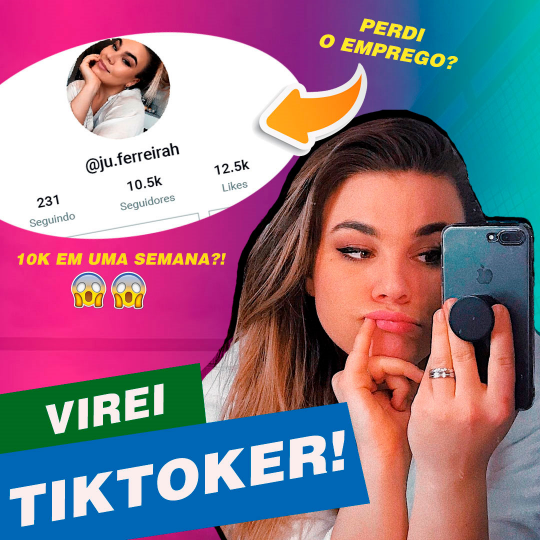 PERDI
O EMPREGO?
@ju.ferreirah
231
Seguindo
10.5k
Seguidores
12.5k
Likes
10K EM UMA SEMANA?!
VIREI
TIKTOKER!